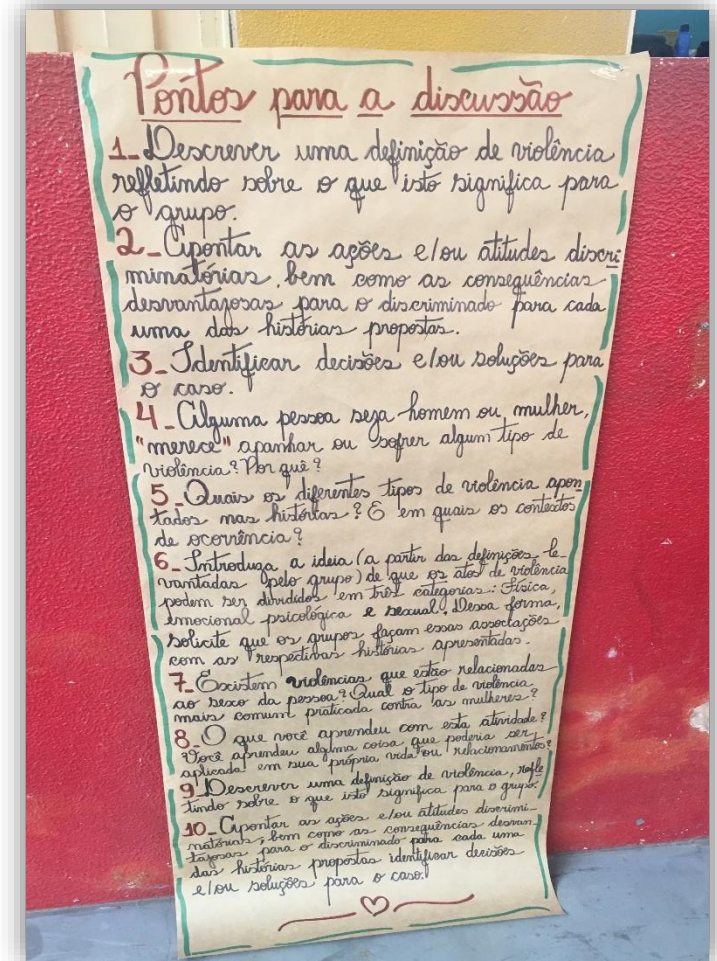 Pontos para a discussão
1_Descrever uma definição de violência
refletindo sobre o que isto significa para
o grupo.
2_Apontar as ações e/ou atitudes discri
minatórias, bem como as consequências
desvantajosas para o discriminado para cada
uma das histórias propostas.
3_Identificar decisões e/ou soluções para
o caso.
4_Alguma pessoa seja homem ou mulher,
"merece" apanhar ou sofrer algum tipo de
violência? Por quê?
5_Quais os diferentes tipos de violência apon
tados nas histórias? E em quais os contextos
de ocorrência?
6_Introduza a ideia (a partir das definições le-
vantadas pelo grupo) de que os atos de violência
podem ser divididos em três categorias: Física,
emocional psicológica e sexual. Dessa forma,
solicite que os grupos façam essas associações
com as respectivas histórias apresentadas.
7_Existem violências que estão relacionadas
ao sexo da pessoa? Qual o tipo de violência
mais comum praticada contra as mulheres?
8_O que você aprendeu com esta atividade?
Você aprendeu alguma coisa que poderia ser
aplicada em sua própria vida ou relacionamentos?
9_Descrever uma definição de violência, refle
tindo sobre o que isto significa para o grupo.
10_Apontar as ações e/ou atitudes discrimi_
natórias, bem como as consequências desvan_
tajosas para o discriminado para cada uma
das histórias propostas identificar decisões
e/ou soluções para o caso.